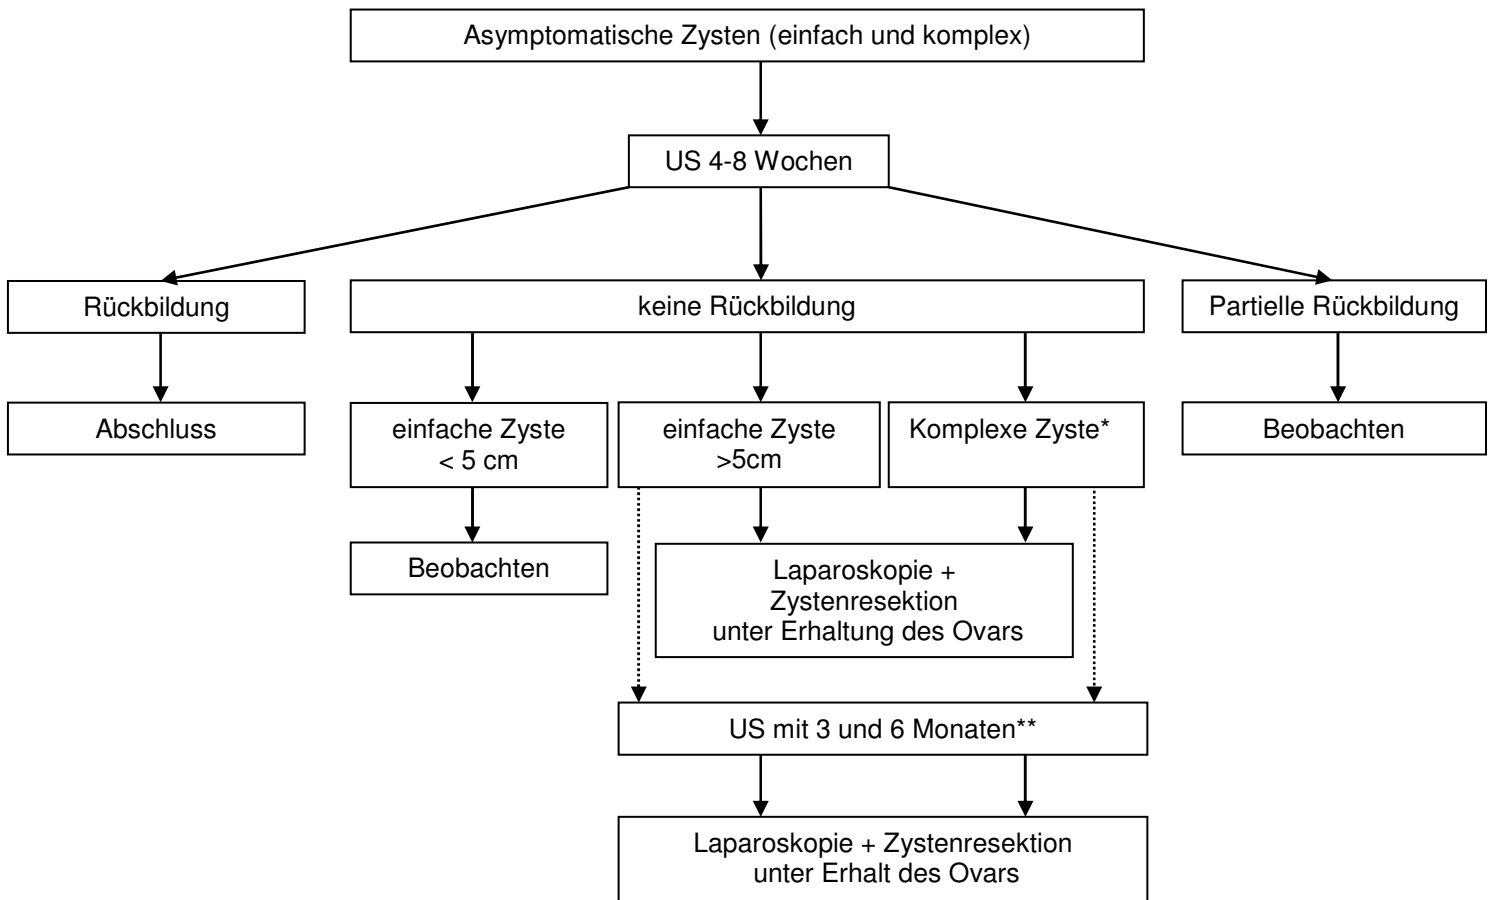 Asymptomatische Zysten (einfach und komplex)
US 4-8 Wochen
Rückbildung
keine Rückbildung
Partielle Rückbildung
Abschluss
einfache Zyste
< 5 cm
einfache Zyste
>5cm
Komplexe Zyste*
Beobachten
Beobachten
Laparoskopie +
Zystenresektion
unter Erhaltung des Ovars
US mit 3 und 6 Monaten**
Laparoskopie + Zystenresektion
unter Erhalt des Ovars